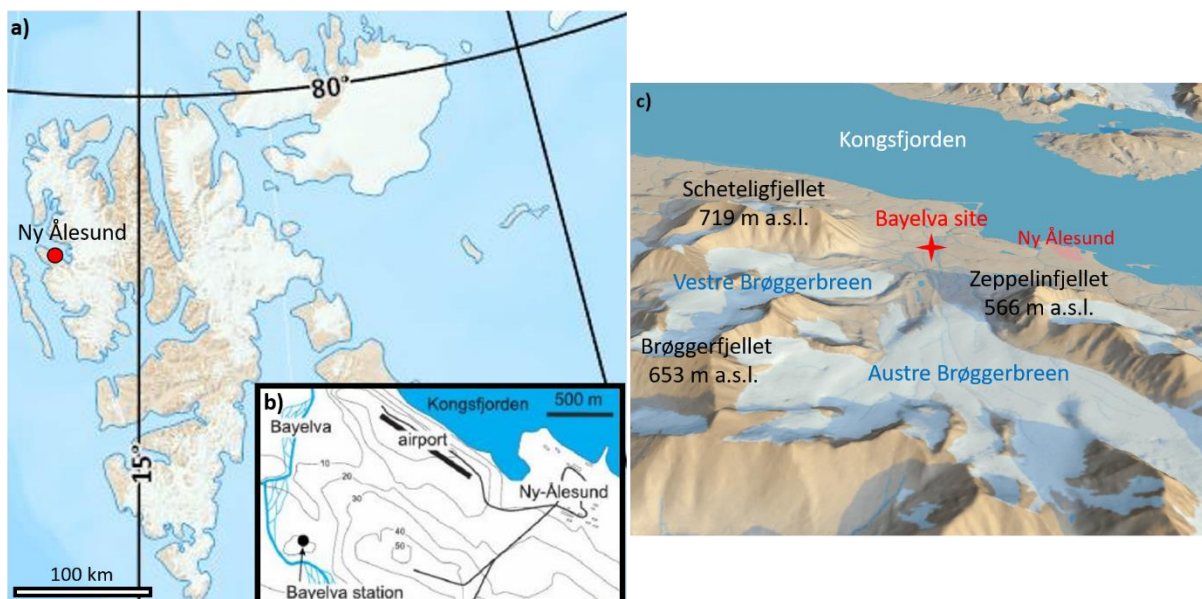 a)
80°
Ny Ålesund
15°
100 km
b)
Kongsfjorden
500 m
Bayelva
airport
10
20
30
Ny-Ålesund
40
50
Bayelva station
c)
Kongsfjorden
Scheteligfjellet
719 m a.s.l.
Bayelva site
Ny Ålesund
Vestre Brøggerbreen
Zeppelinfjellet
566 m a.s.l.
Brøggerfjellet
653 m a.s.l.
Austre Brøggerbreen